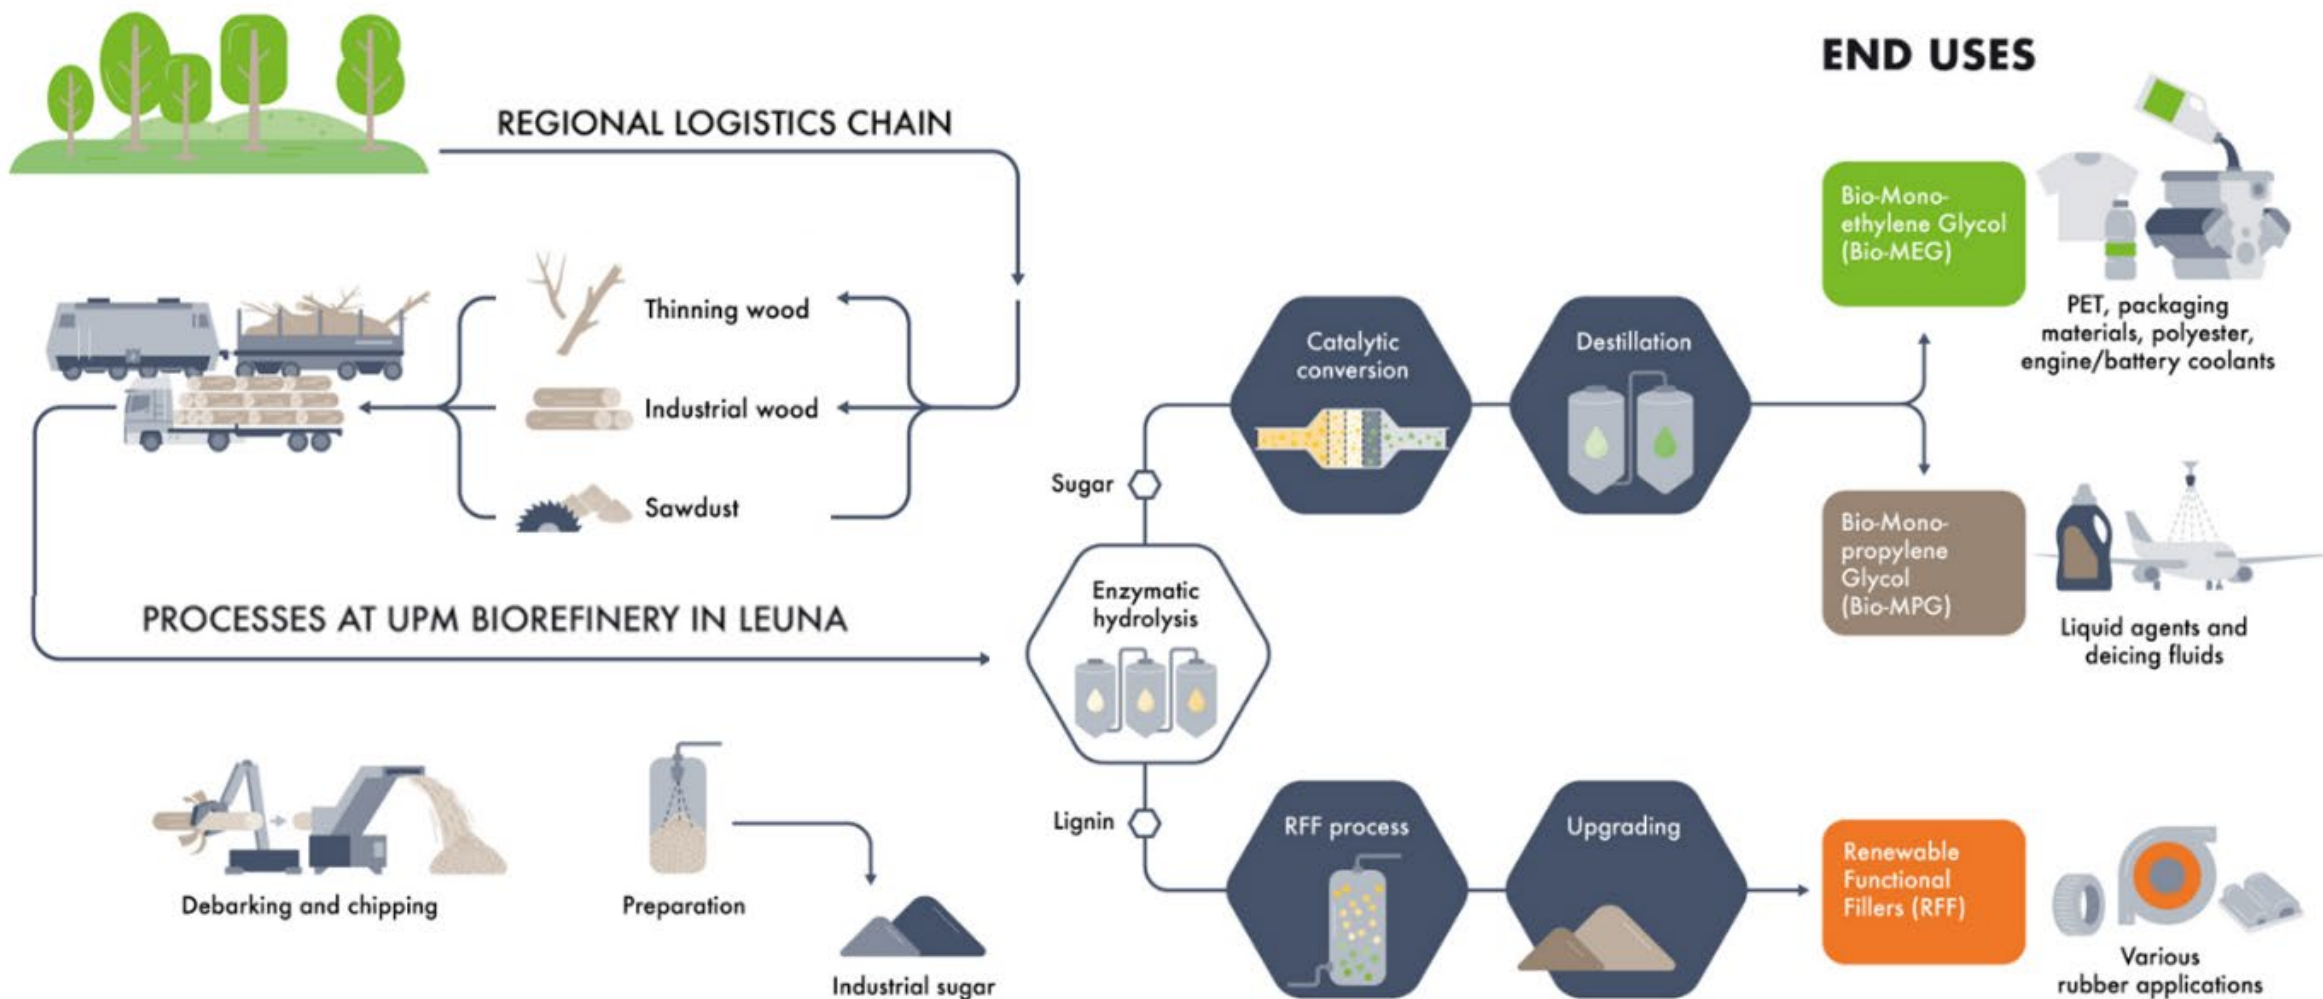 REGIONAL LOGISTICS CHAIN
Thinning wood
Industrial wood
Sawdust
PROCESSES AT UPM BIOREFINERY IN LEUNA
Debarking and chipping
Preparation
Industrial sugar
Enzymatic
hydrolysis
Sugar
Catalytic
conversion
Destillation
Lignin
RFF process
Upgrading
END USES
Bio-Mono-
ethylene Glycol
(Bio-MEG)
PET, packaging
materials, polyester,
engine/battery coolants
Bio-Mono-
propylene
Glycol
(Bio-MPG)
Liquid agents and
deicing fluids
Renewable
Functional
Fillers (RFF)
Various
rubber applications